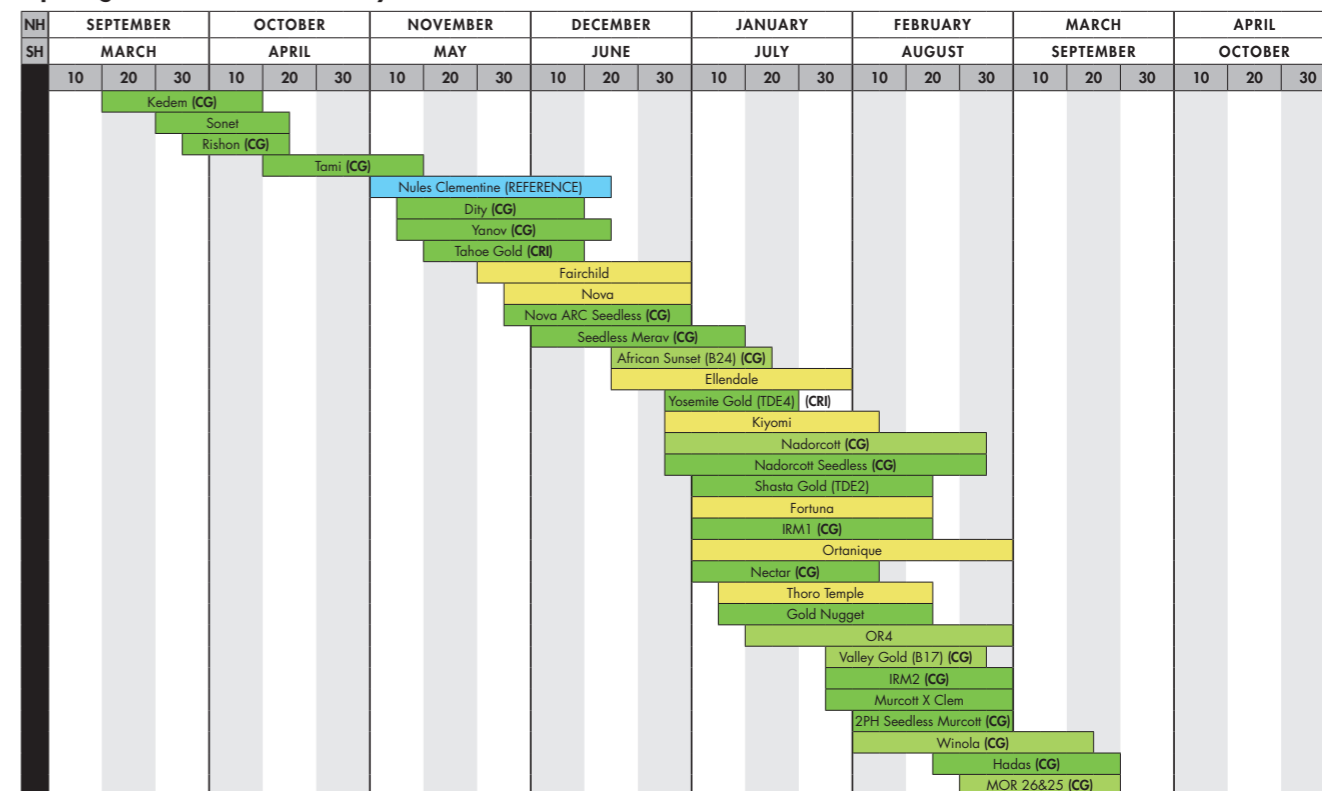 NH SEPTEMBER OCTOBER NOVEMBER DECEMBER JANUARY FEBRUARY MARCH APRIL
SH MARCH APRIL MAY JUNE JULY AUGUST SEPTEMBER OCTOBER
10 20 30 10 20 30 10 20 30 10 20 30 10 20 30 10 20 30 10 20 30 10 20 30
Kedem (CG)
Sonet
Rishon (CG)
Tami (CG)
Nules Clementine (REFERENCE)
Dity (CG)
Yanov (CG)
Tahoe Gold (CRI)
Fairchild
Nova
Nova ARC Seedless (CG)
Seedless Merav (CG)
African Sunset (B24) (CG)
Ellendale
Yosemite Gold (TDE4) (CRI)
Kiyomi
Nadorcott (CG)
Nadorcott Seedless (CG)
Shasta Gold (TDE2)
Fortuna
IRM1 (CG)
Ortanique
Nectar (CG)
Thoro Temple
Gold Nugget
OR4
Valley Gold (B17) (CG)
IRM2 (CG)
Murcott X Clem
2PH Seedless Murcott (CG)
Winola (CG)
Hadas (CG)
MOR 26&25 (CG)